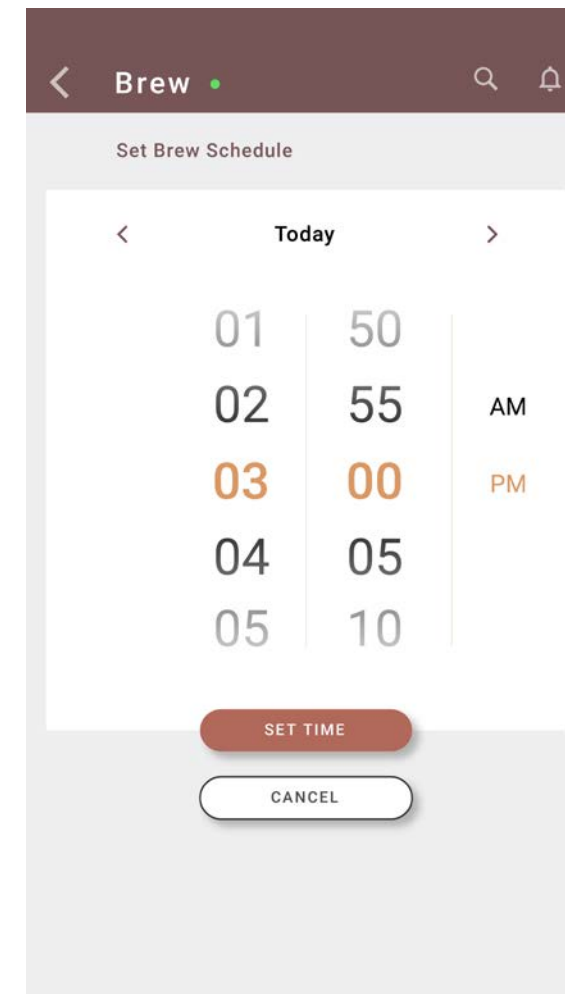 Brew
Set Brew Schedule
Today
01 50
02 55 AM
03 00 PM
04 05
05 10
SET TIME
CANCEL